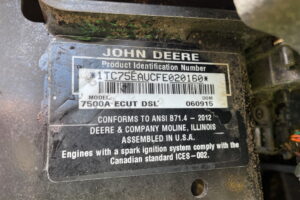 JOHN DEERE
Product Identification Number
*1TC75EAUCFE020160*
MODEL
7500A ECUT DSL 060915
CONFORMS TO ANSI B71.4 - 2012
DEERE & COMPANY MOLINE, ILLINOIS
ASSEMBLED IN U.S.A.
Engines with a spark ignition system comply with the
Canadian standard ICES-002.